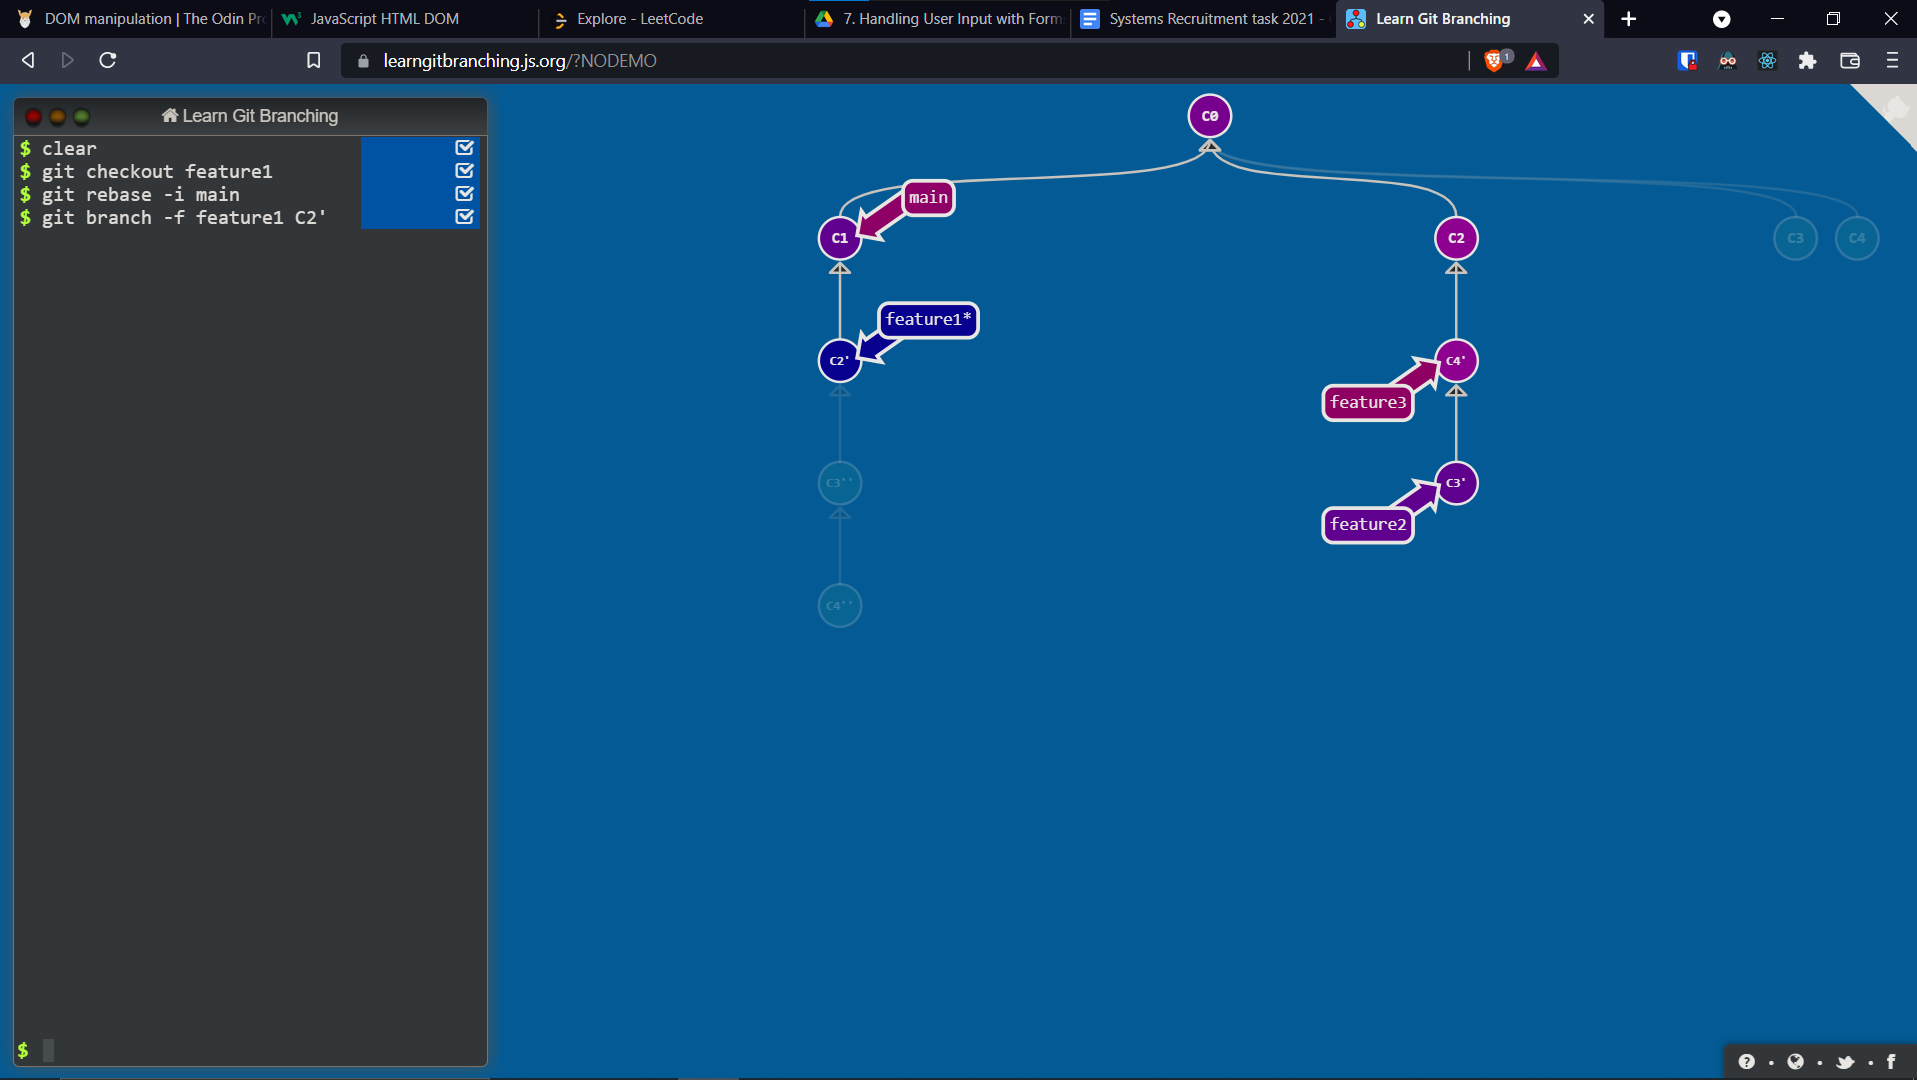 DOM manipulation | The Odin Pro
JavaScript HTML DOM
Explore - LeetCode
7. Handling User Input with Form
Systems Recruitment task 2021 -
Learn Git Branching
learngitbranching.js.org/?NODEMO
1
Learn Git Branching
$ clear
$ git checkout feature1
$ git rebase -i main
$ git branch -f feature1 C2'
$
C0
main
C1
C2
C3
C4
feature1*
C2'
C4'
feature3
C3''
C3'
feature2
C4''